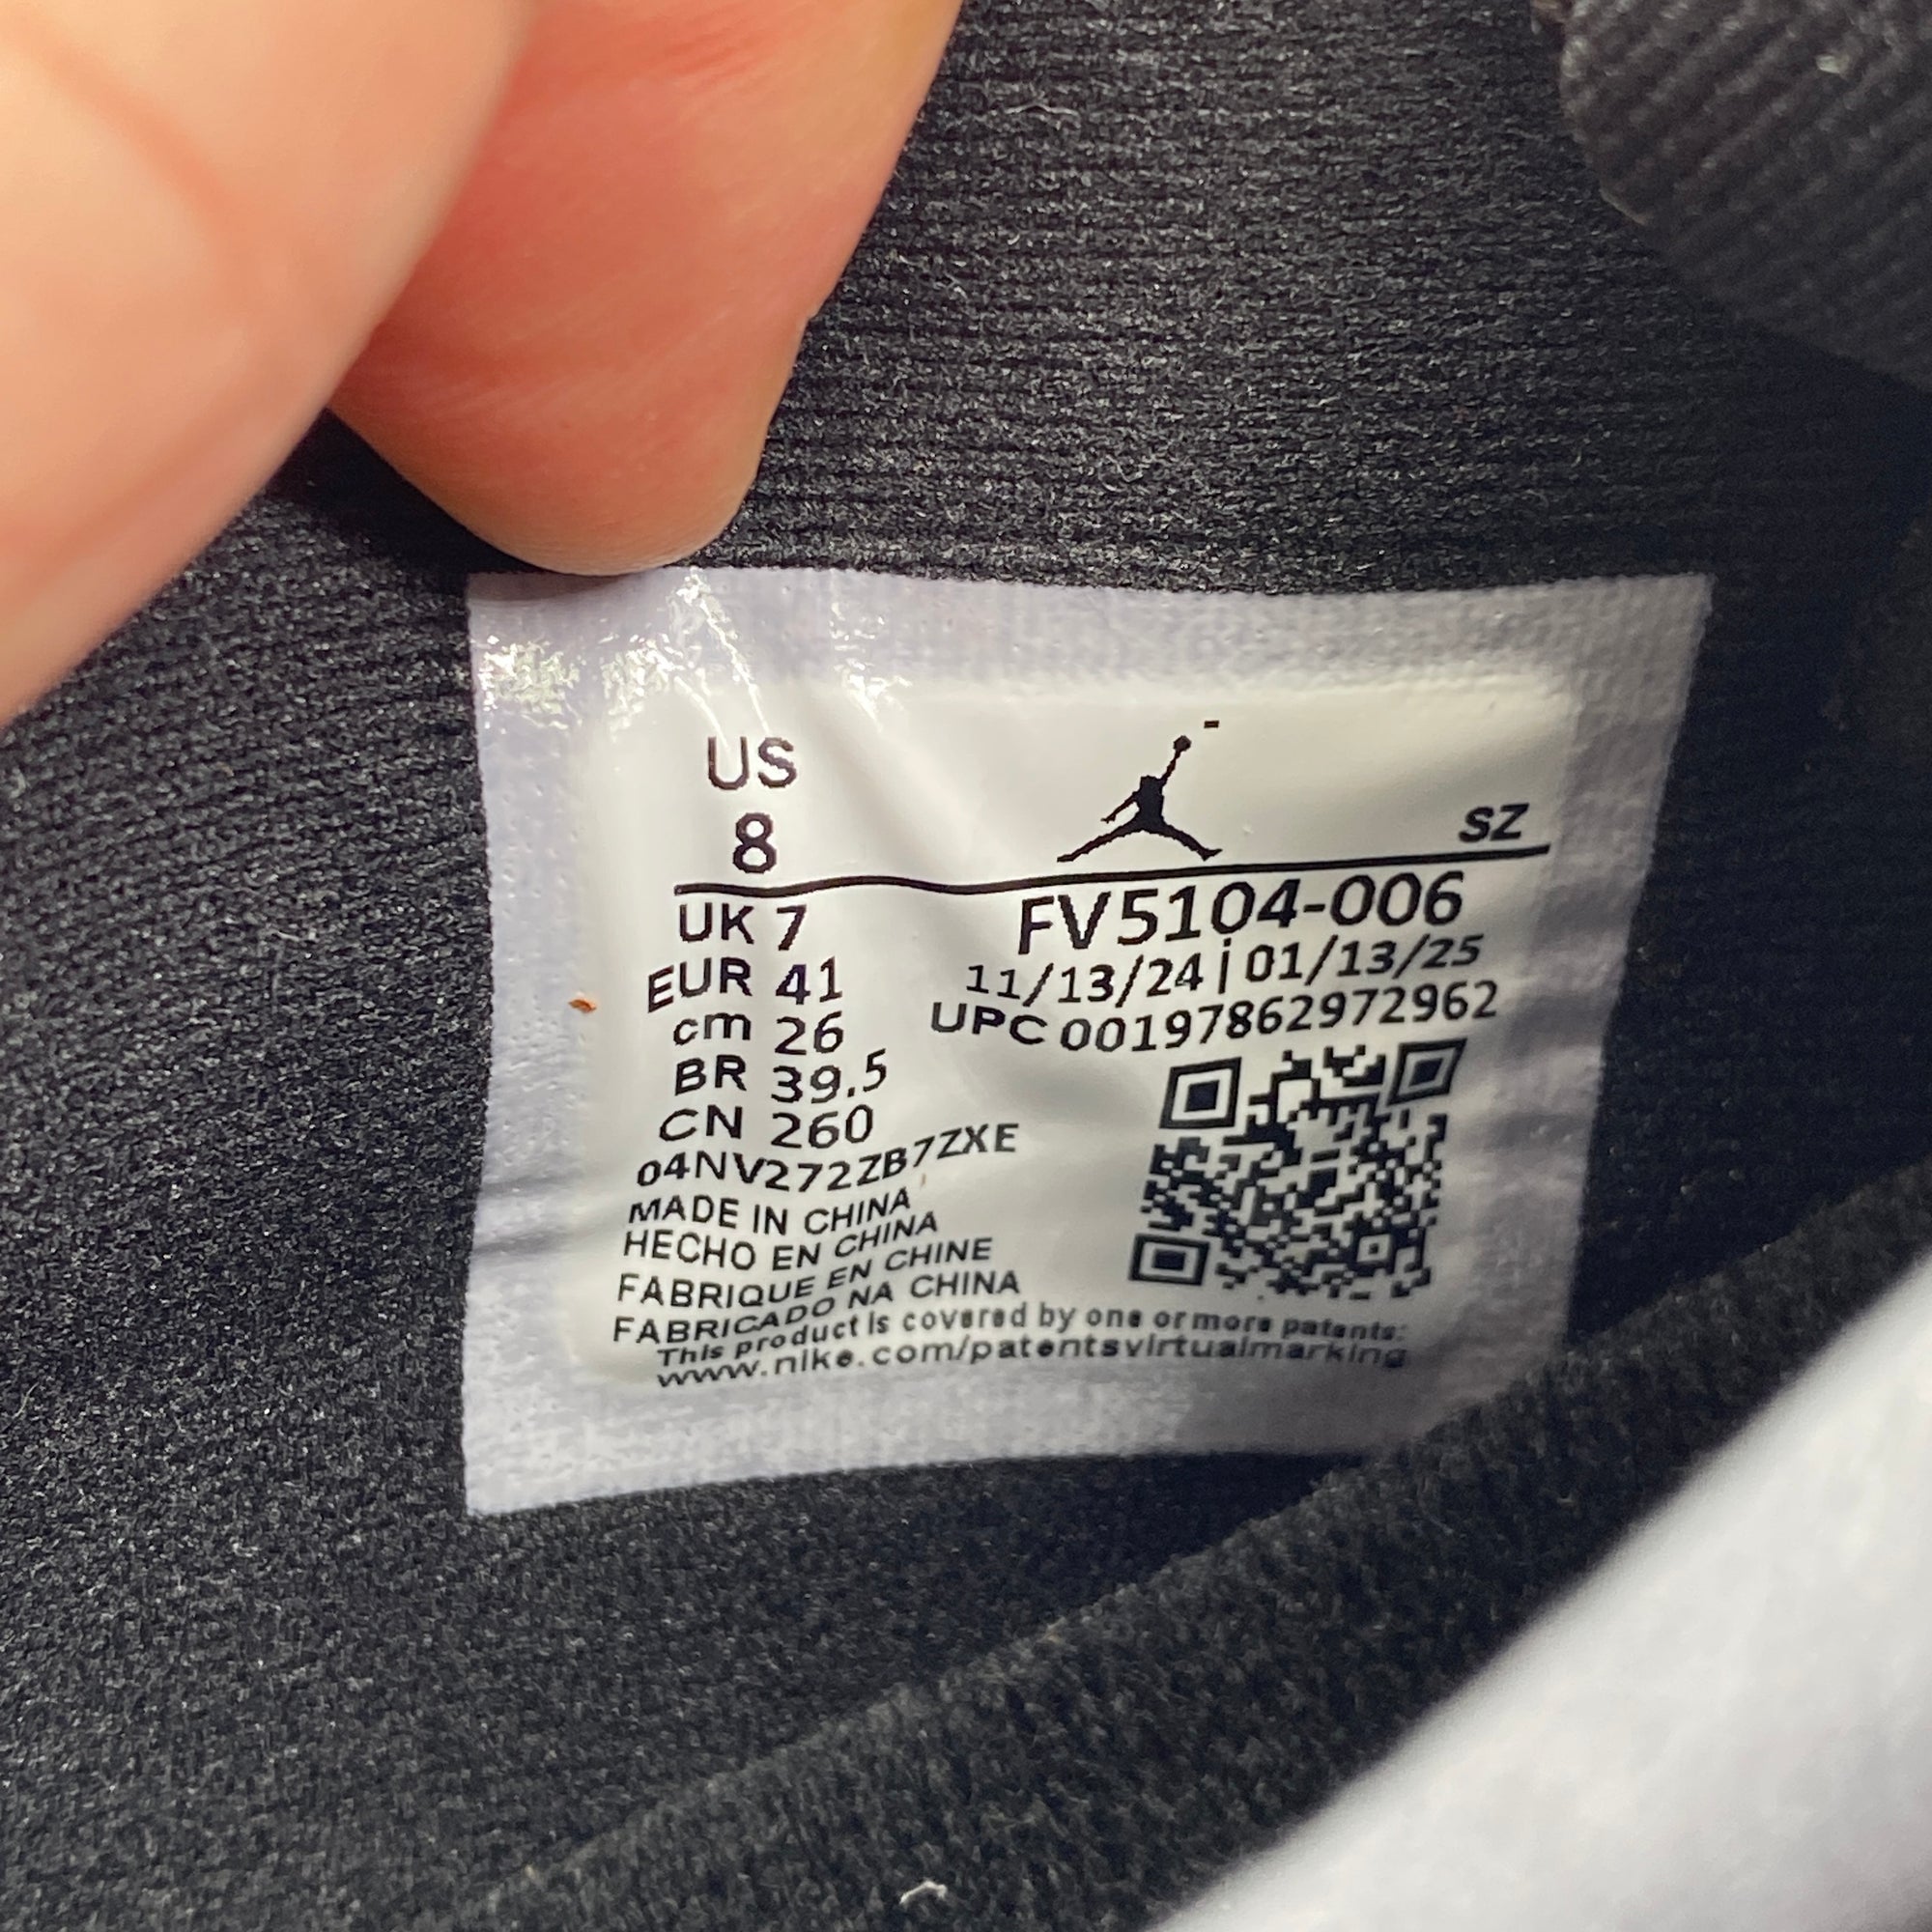 US
8
SZ
UK 7
EUR 41
cm 26
BR 39.5
CN 260
FV5104-006
11/13/24 | 01/13/25
UPC 00197862972962
04NV272ZB7ZXE
MADE IN CHINA
HECHO EN CHINA
FABRIQUE EN CHINE
FABRICADO NA CHINA
This product is covered by one or more patents:
www.nike.com/patentsvirtualmarking